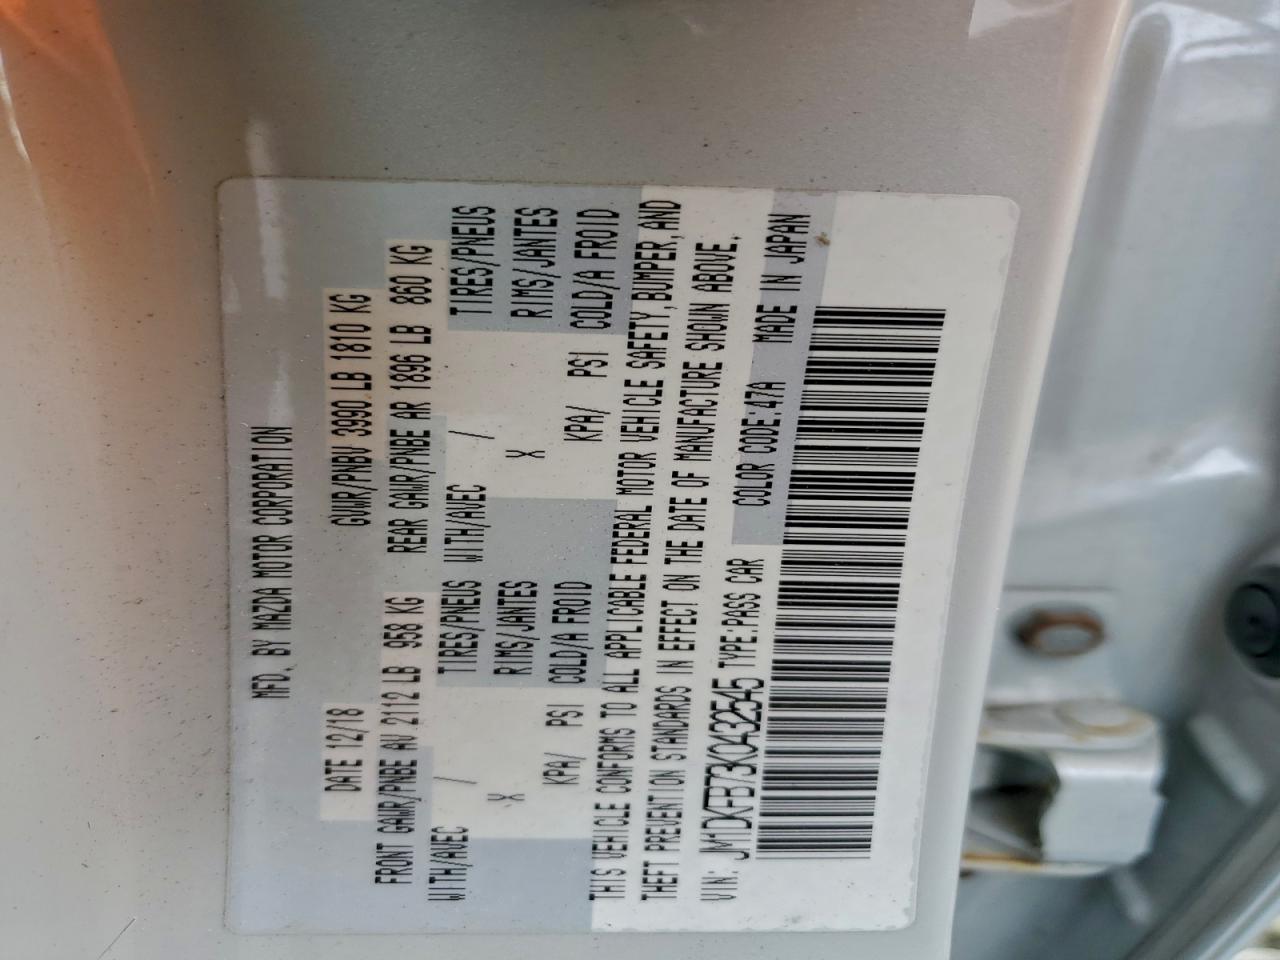 MFD. BY MAZDA MOTOR CORPORATION
DATE 12/18 GVWR/PNBV 3990 LB 1810 KG
FRONT GAWR/PNBE AV 2112 LB 958 KG REAR GAWR/PNBE AR 1896 LB 860 KG
WITH/AVEC / TIRES/PNEUS WITH/AVEC / TIRES/PNEUS
X RIMS/JANTES X RIMS/JANTES
KPA/ PSI COLD/A FROID KPA/ PSI COLD/A FROID
THIS VEHICLE CONFORMS TO ALL APPLICABLE FEDERAL MOTOR VEHICLE SAFETY, BUMPER, AND
THEFT PREVENTION STANDARDS IN EFFECT ON THE DATE OF MANUFACTURE SHOWN ABOVE.
VIN: JM1DKFB73K0432545 TYPE:PASS CAR COLOR CODE:47A MADE IN JAPAN